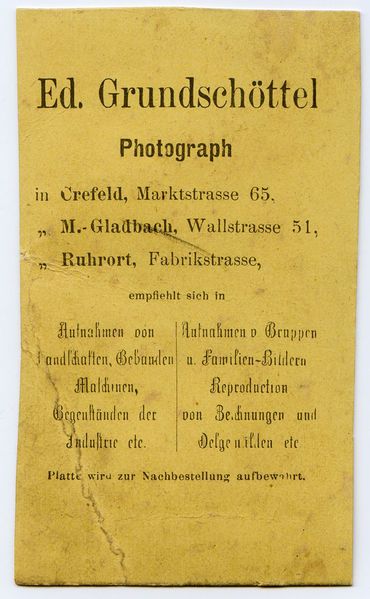 Ed. Grundschöttel
Photograph
in Crefeld, Marktstrasse 65,
„ M.-Gladbach, Wallstrasse 51,
„ Ruhrort, Fabrikstrasse,
empfiehlt sich in
Aufnahmen von
Landschaften, Gebäuden
Maschinen,
Gegenständen der
Industrie etc.
Aufnahmen v. Gruppen
u. Familien-Bildern
Reproduction
von Zeichnungen und
Oelgemälden etc.
Platte wird zur Nachbestellung aufbewahrt.